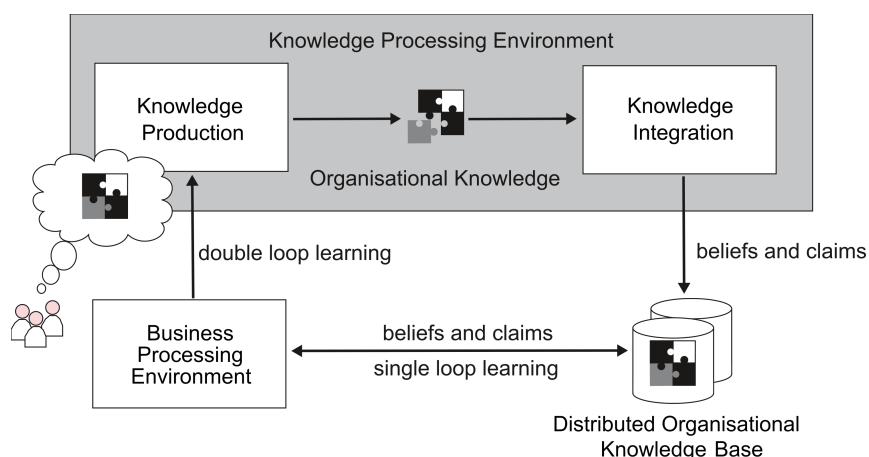 Knowledge Processing Environment
Knowledge
Production
Knowledge
Integration
Organisational Knowledge
double loop learning
beliefs and claims
Business
Processing
Environment
beliefs and claims
single loop learning
Distributed Organisational
Knowledge Base